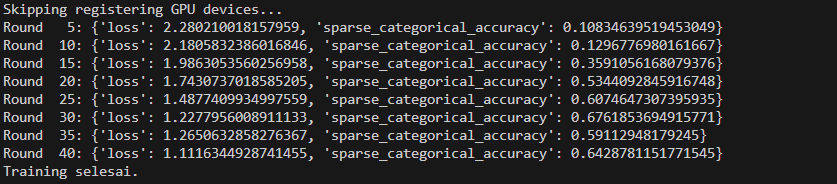 Skipping registering GPU devices...
Round   5: {'loss': 2.280210018157959, 'sparse_categorical_accuracy': 0.10834639519453049}
Round  10: {'loss': 2.1805832386016846, 'sparse_categorical_accuracy': 0.1296776980161667}
Round  15: {'loss': 1.9863053560256958, 'sparse_categorical_accuracy': 0.3591056168079376}
Round  20: {'loss': 1.7430737018585205, 'sparse_categorical_accuracy': 0.5344092845916748}
Round  25: {'loss': 1.4877409934997559, 'sparse_categorical_accuracy': 0.6074647307395935}
Round  30: {'loss': 1.2277956008911133, 'sparse_categorical_accuracy': 0.6761853694915771}
Round  35: {'loss': 1.2650632858276367, 'sparse_categorical_accuracy': 0.59112948179245}
Round  40: {'loss': 1.1116344928741455, 'sparse_categorical_accuracy': 0.6428781151771545}
Training selesai.